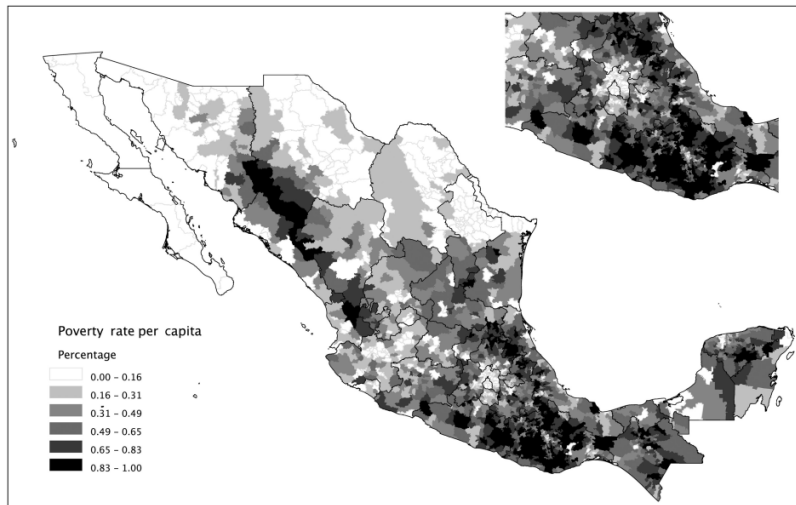 Poverty rate per capita
Percentage
0.00 – 0.16
0.16 – 0.31
0.31 – 0.49
0.49 – 0.65
0.65 – 0.83
0.83 – 1.00